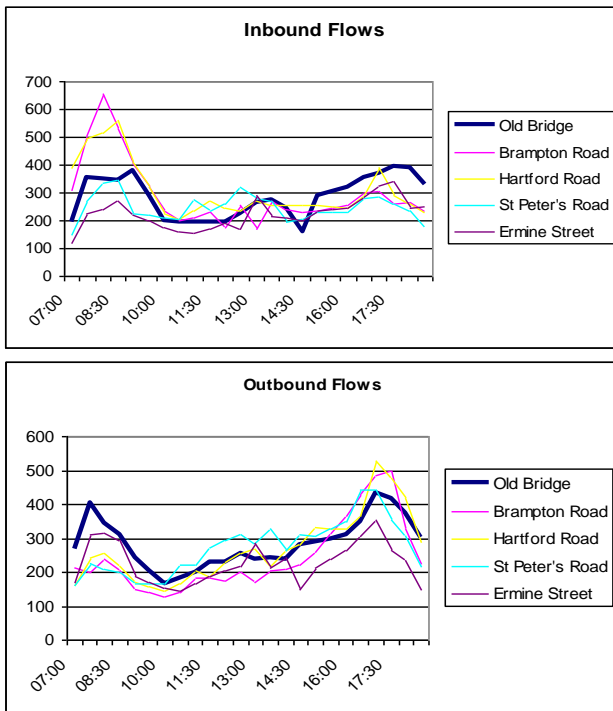 Inbound Flows
700
600
500
400
300
200
100
0
07:00
08:30
10:00
11:30
13:00
14:30
16:00
17:30
Old Bridge
Brampton Road
Hartford Road
St Peter's Road
Ermine Street
Outbound Flows
600
500
400
300
200
100
0
07:00
08:30
10:00
11:30
13:00
14:30
16:00
17:30
Old Bridge
Brampton Road
Hartford Road
St Peter's Road
Ermine Street